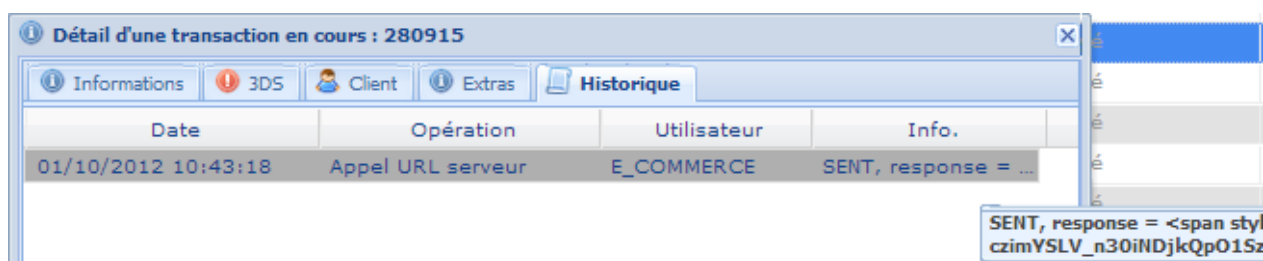 Détail d'une transaction en cours : 280915
Informations 3DS Client Extras Historique
Date Opération Utilisateur Info.
01/10/2012 10:43:18 Appel URL serveur E_COMMERCE SENT, response = ...
é
é
é
é
é
SENT, response = <span styl
czimYSLV_n30iNDjkQpO1Sz